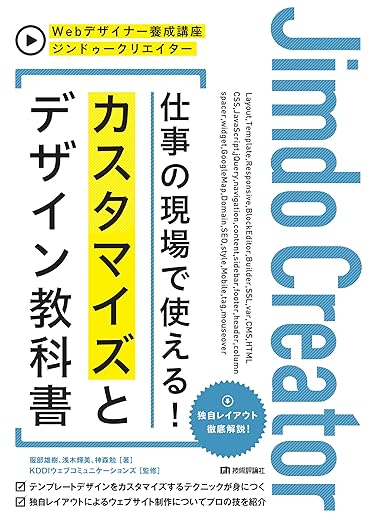 Webデザイナー養成講座
ジンドゥークリエイター
Jimdo Creator
Layout,Template,Responsive,BlockEditor,Builder,SSL,var,CMS,HTML
CSS,JavaScript,jQuery,navigation,content,sidebar,footer,header,column
spacer,widget,GoogleMap,Domain,SEO,style,Mobile,tag,mouseover
仕事の現場で使える!
カスタマイズと
デザイン教科書
独自レイアウト
徹底解説!
服部雄樹、浅木輝美、神森勉 [著]
KDDIウェブコミュニケーションズ [監修]
技術評論社
テンプレートデザインをカスタマイズするテクニックが身につく
独自レイアウトによるウェブサイト制作についてプロの技を紹介